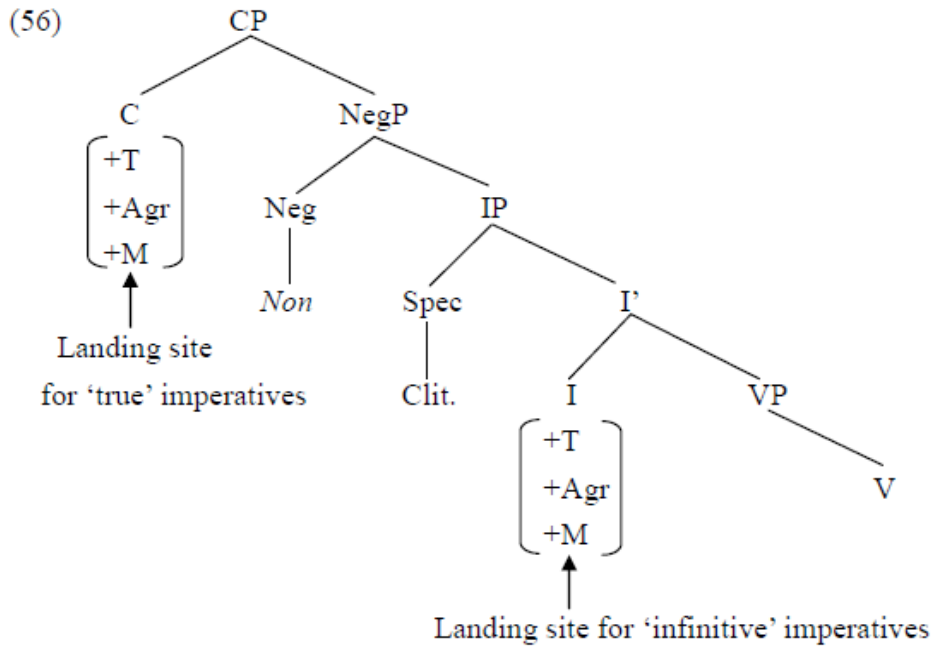 (56)
CP
C NegP
+T
+Agr
+M
Neg IP
Non Spec I’
Landing site
for ‘true’ imperatives
Clit. I VP
+T
+Agr
+M
V
Landing site for ‘infinitive’ imperatives